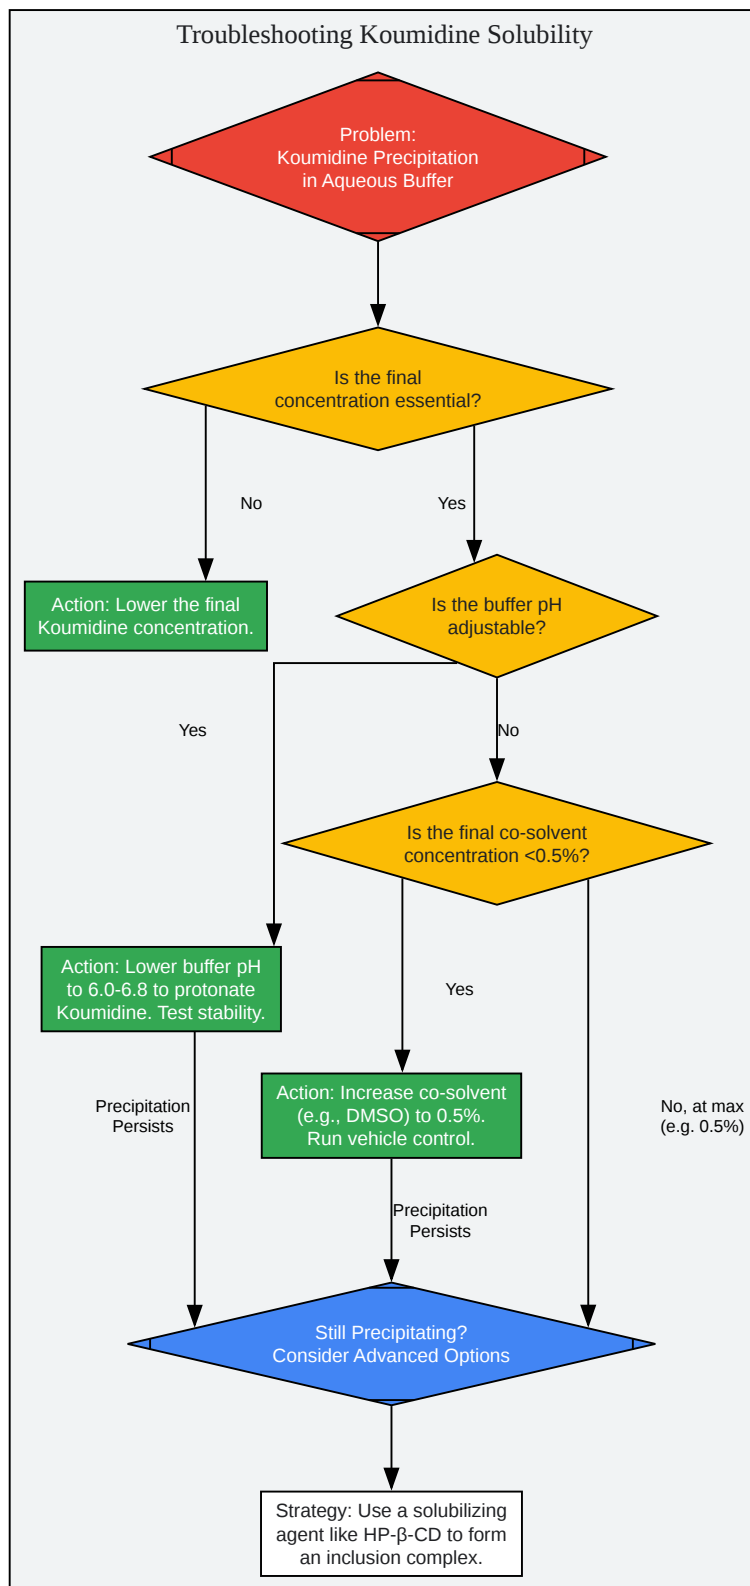 Troubleshooting Koumidine Solubility
Problem:
Koumidine Precipitation
in Aqueous Buffer
Is the final
concentration essential?
No
Yes
Action: Lower the final
Koumidine concentration.
Is the buffer pH
adjustable?
Yes
No
Is the final co-solvent
concentration <0.5%?
Action: Lower buffer pH
to 6.0-6.8 to protonate
Koumidine. Test stability.
Yes
Action: Increase co-solvent
(e.g., DMSO) to 0.5%.
Run vehicle control.
Precipitation
Persists
No, at max
(e.g. 0.5%)
Precipitation
Persists
Still Precipitating?
Consider Advanced Options
Strategy: Use a solubilizing
agent like HP-β-CD to form
an inclusion complex.